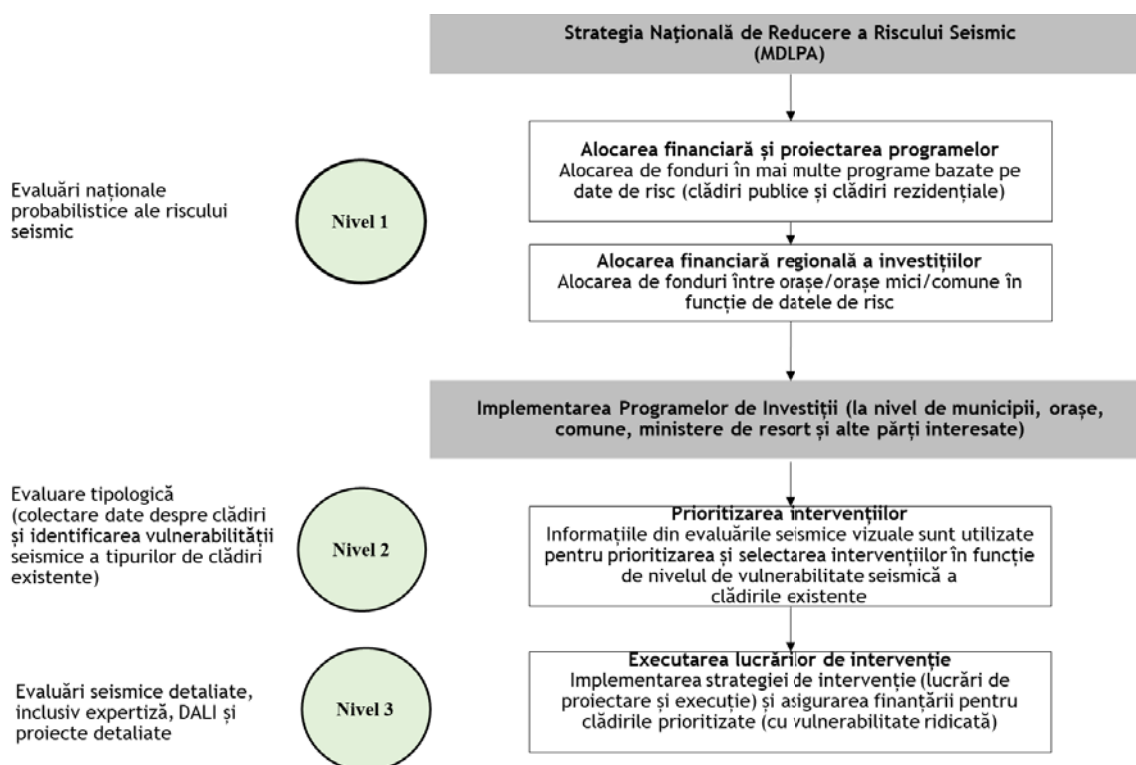 Strategia Națională de Reducere a Riscului Seismic
(MDLPA)
Alocarea financiară și proiectarea programelor
Alocarea de fonduri în mai multe programe bazate pe
date de risc (clădiri publice și clădiri rezidențiale)
Evaluări naționale
probabilistice ale riscului
seismic
Nivel 1
Alocarea financiară regională a investițiilor
Alocarea de fonduri între orașe/orașe mici/comune în
funcție de datele de risc
Implementarea Programelor de Investiții (la nivel de municipii, orașe,
comune, ministere de resort și alte părți interesate)
Evaluare tipologică
(colectare date despre clădiri
și identificarea vulnerabilității
seismice a tipurilor de clădiri
existente)
Nivel 2
Prioritizarea intervențiilor
Informațiile din evaluările seismice vizuale sunt utilizate
pentru prioritizarea și selectarea intervențiilor în funcție
de nivelul de vulnerabilitate seismică a
clădirile existente
Evaluări seismice detaliate,
inclusiv expertiză, DALI și
proiecte detaliate
Nivel 3
Executarea lucrărilor de intervenție
Implementarea strategiei de intervenție (lucrări de
proiectare și execuție) și asigurarea finanțării pentru
clădirile prioritizate (cu vulnerabilitate ridicată)